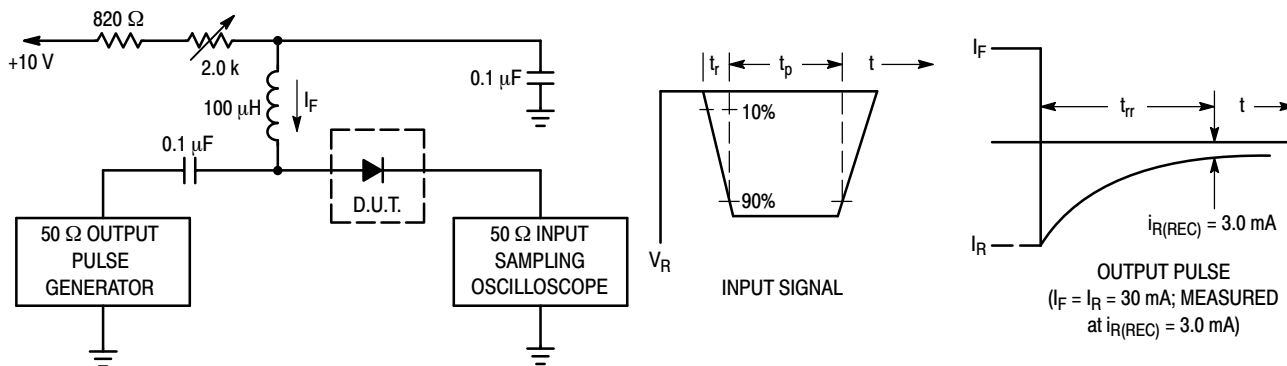 820 Ω
+10 V
2.0 k
100 μH
I_F
0.1 μF
0.1 μF
D.U.T.
50 Ω OUTPUT
PULSE
GENERATOR
50 Ω INPUT
SAMPLING
OSCILLOSCOPE
t_r
t_p
t
10%
90%
V_R
INPUT SIGNAL
I_F
t_rr
t
I_R
i_R(REC) = 3.0 mA
OUTPUT PULSE
(I_F = I_R = 30 mA; MEASURED
at i_R(REC) = 3.0 mA)